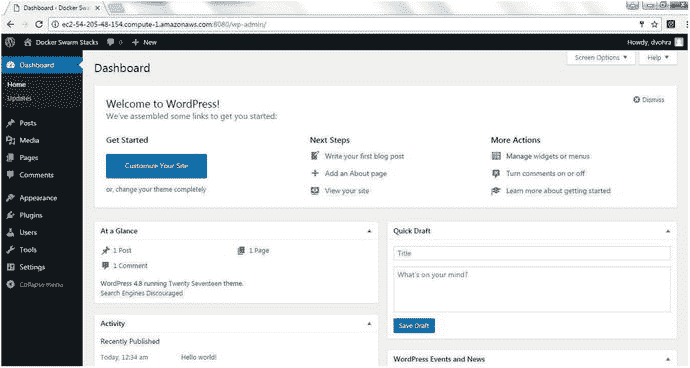 Dashboard ‹ Docker Swar
ec2-54-205-48-154.compute-1.amazonaws.com:8080/wp-admin/
Docker Swarm Stacks 0 + New Howdy, dvohra
Dashboard
Home
Updates
Posts
Media
Pages
Comments
Appearance
Plugins
Users
Tools
Settings
Collapse menu
Screen Options Help
Dashboard
Welcome to WordPress!
Dismiss
We've assembled some links to get you started:
Get Started
Customize Your Site
or, change your theme completely
Next Steps
Write your first blog post
Add an About page
View your site
More Actions
Manage widgets or menus
Turn comments on or off
Learn more about getting started
At a Glance
1 Post 1 Page
1 Comment
WordPress 4.8 running Twenty Seventeen theme.
Search Engines Discouraged
Activity
Recently Published
Today, 12:34 am Hello world!
Quick Draft
Title
What's on your mind?
Save Draft
WordPress Events and News